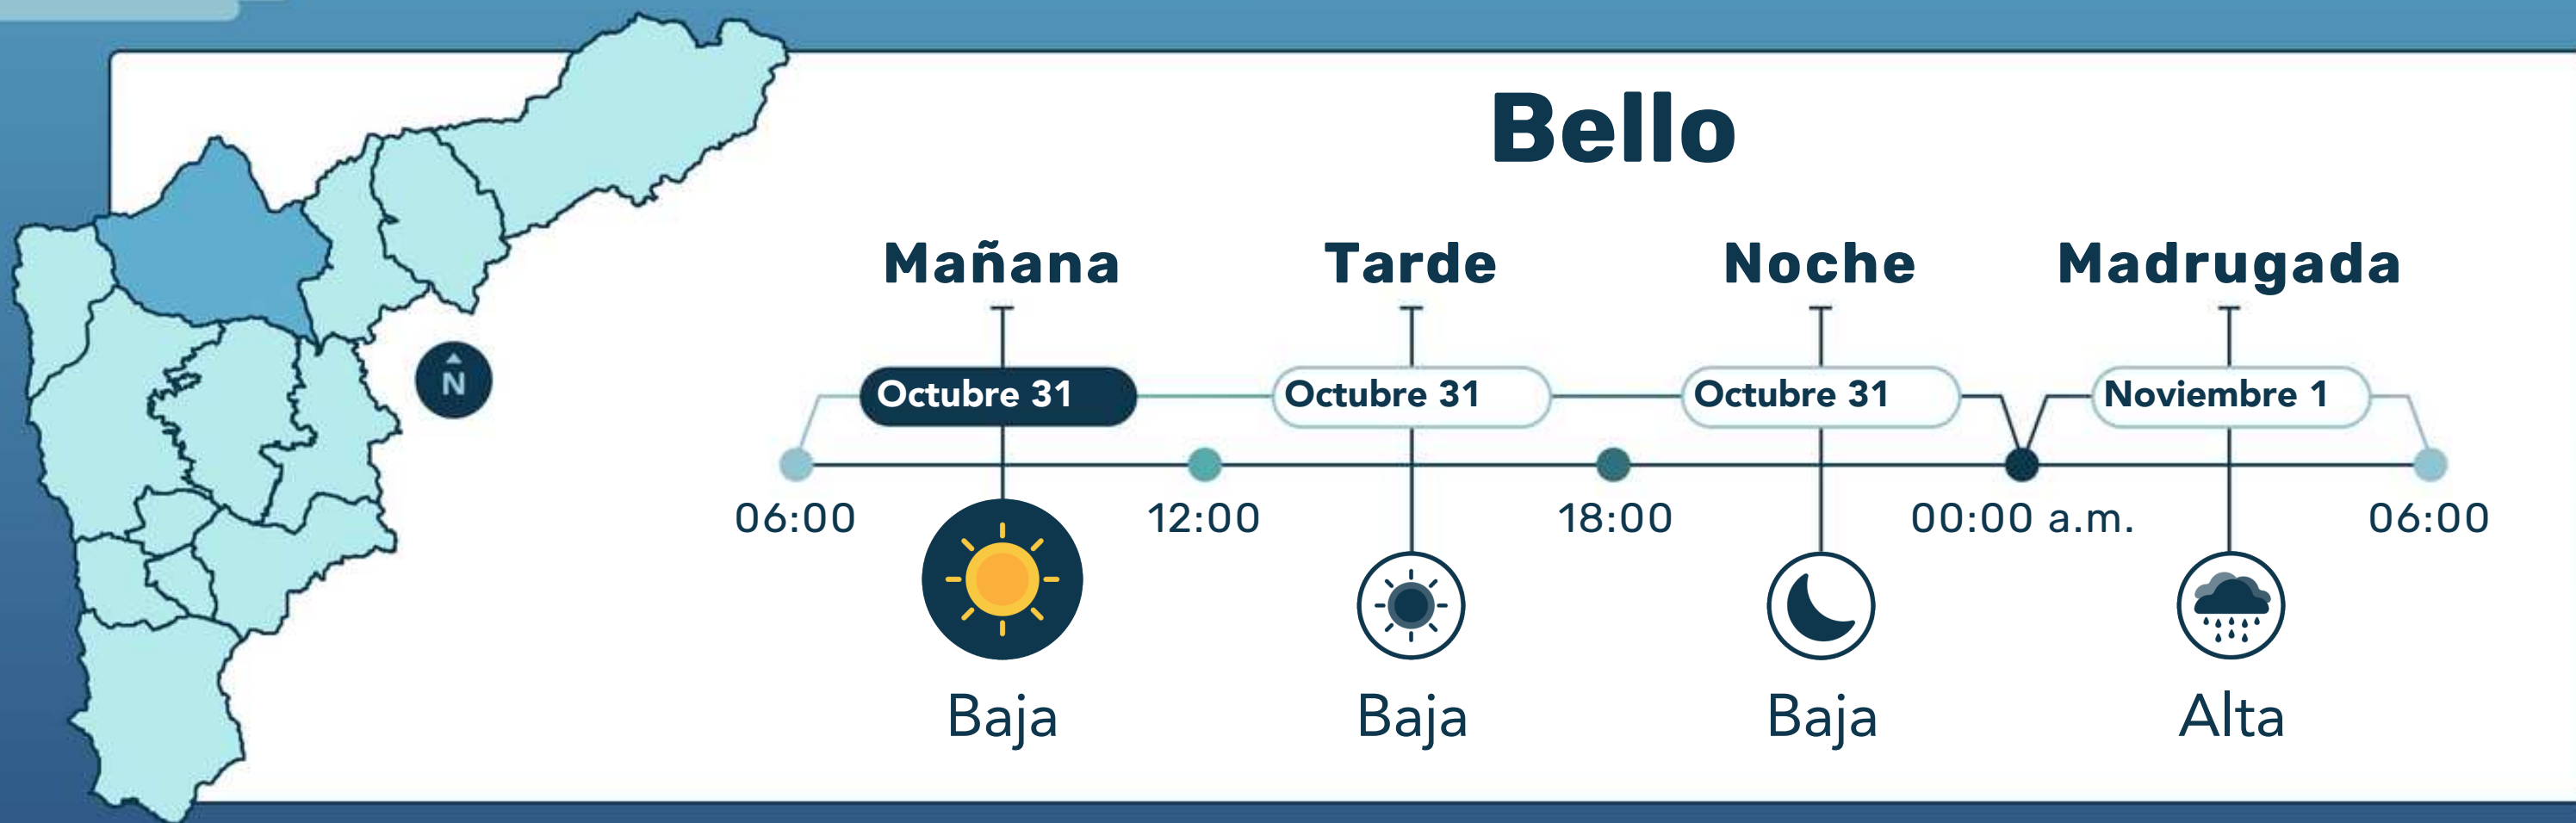 Bello
Mañana Tarde Noche Madrugada
N
Octubre 31 Octubre 31 Octubre 31 Noviembre 1
06:00 12:00 18:00 00:00 a.m. 06:00
Baja Baja Baja Alta